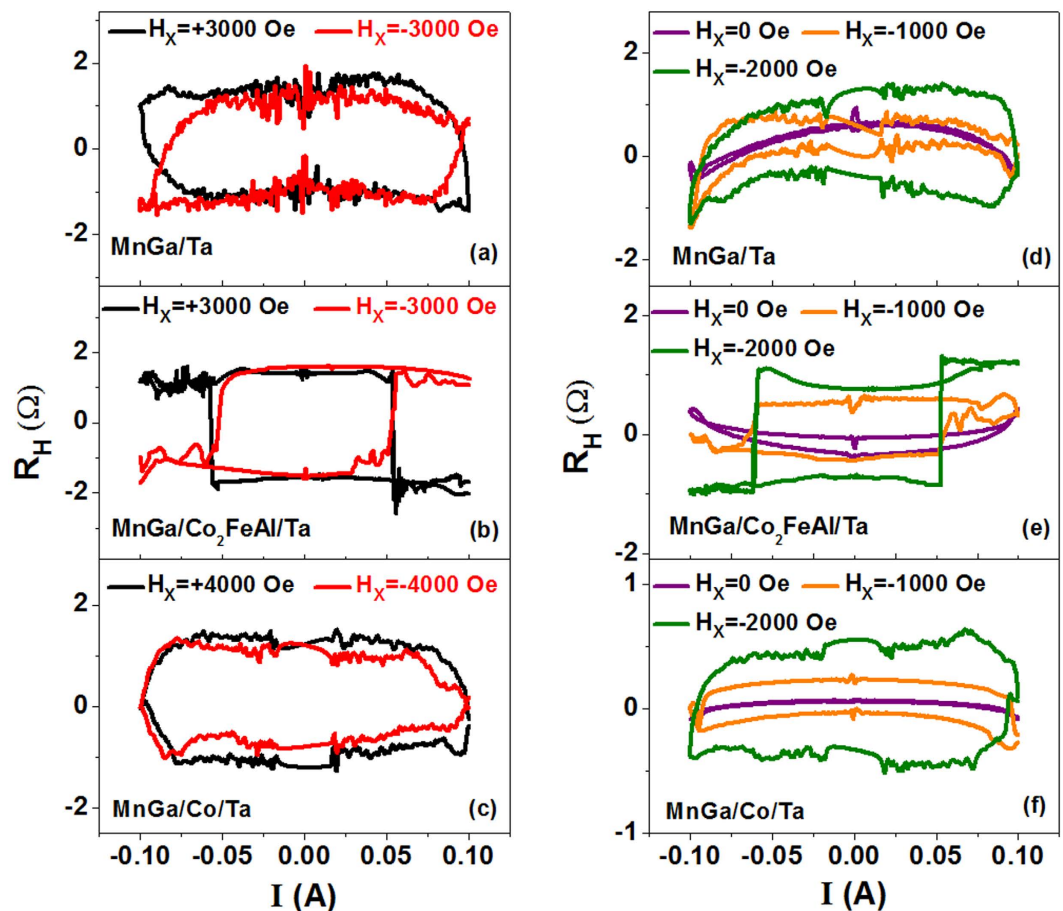 H_X=+3000 Oe H_X=-3000 Oe
2
0
-2
MnGa/Ta
(a)
H_X=+3000 Oe H_X=-3000 Oe
2
0
-2
MnGa/Co₂FeAl/Ta
(b)
H_X=+4000 Oe H_X=-4000 Oe
2
0
-2
MnGa/Co/Ta
(c)
-0.10 -0.05 0.00 0.05 0.10
I (A)
R_H (Ω)
H_X=0 Oe H_X=-1000 Oe
H_X=-2000 Oe
2
0
-2
MnGa/Ta
(d)
H_X=0 Oe H_X=-1000 Oe
H_X=-2000 Oe
2
0
-2
MnGa/Co₂FeAl/Ta
(e)
H_X=0 Oe H_X=-1000 Oe
H_X=-2000 Oe
1
0
-1
MnGa/Co/Ta
(f)
-0.10 -0.05 0.00 0.05 0.10
I (A)
R_H (Ω)